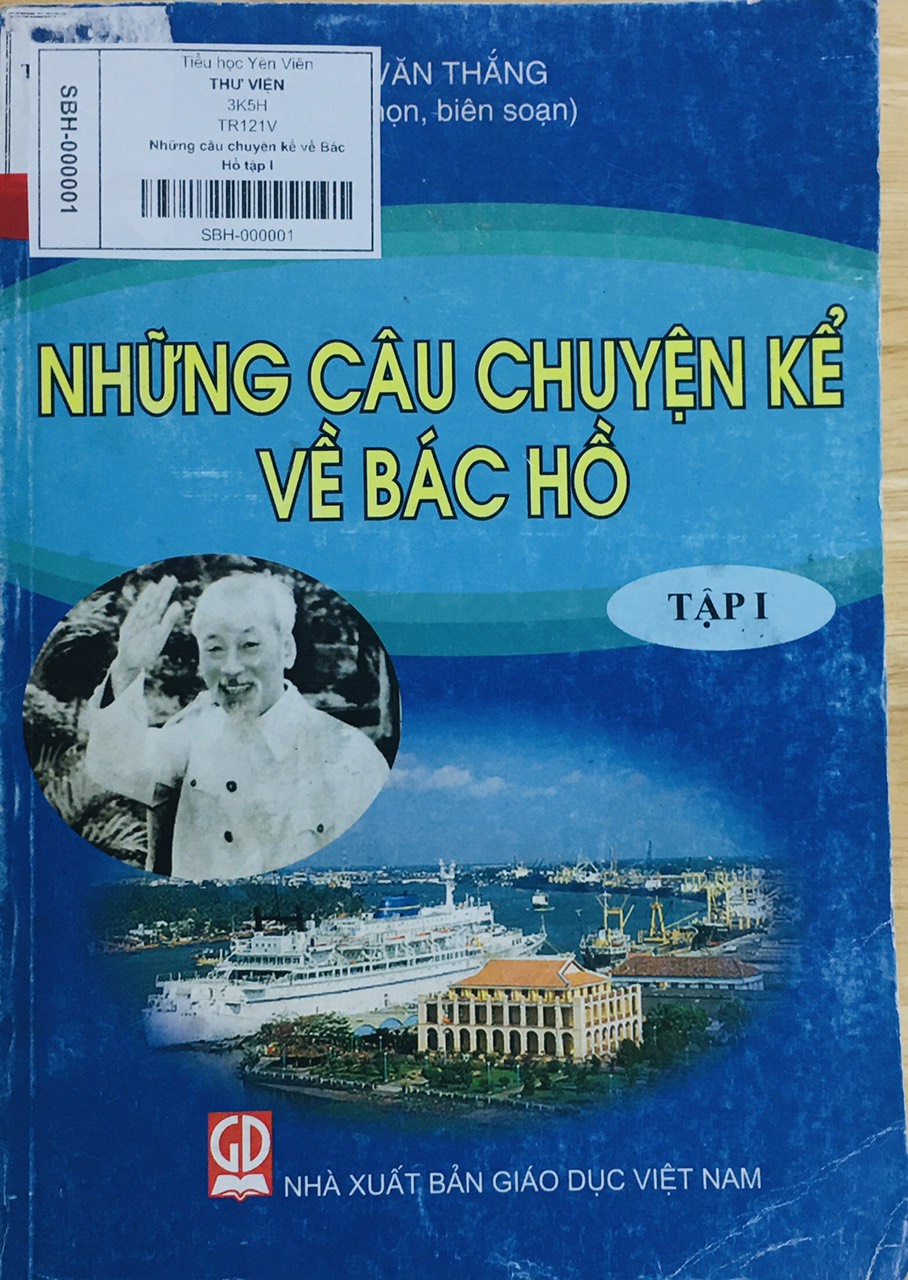 Tiểu học Yên Viên
THƯ VIỆN
3K5H
TR121V
Những câu chuyện kể về Bác
Hồ tập I
SBH-000001
SBH-000001
VĂN THẮNG
biên soạn)
NHỮNG CÂU CHUYỆN KỂ
VỀ BÁC HỒ
TẬP I
GD
NHÀ XUẤT BẢN GIÁO DỤC VIỆT NAM